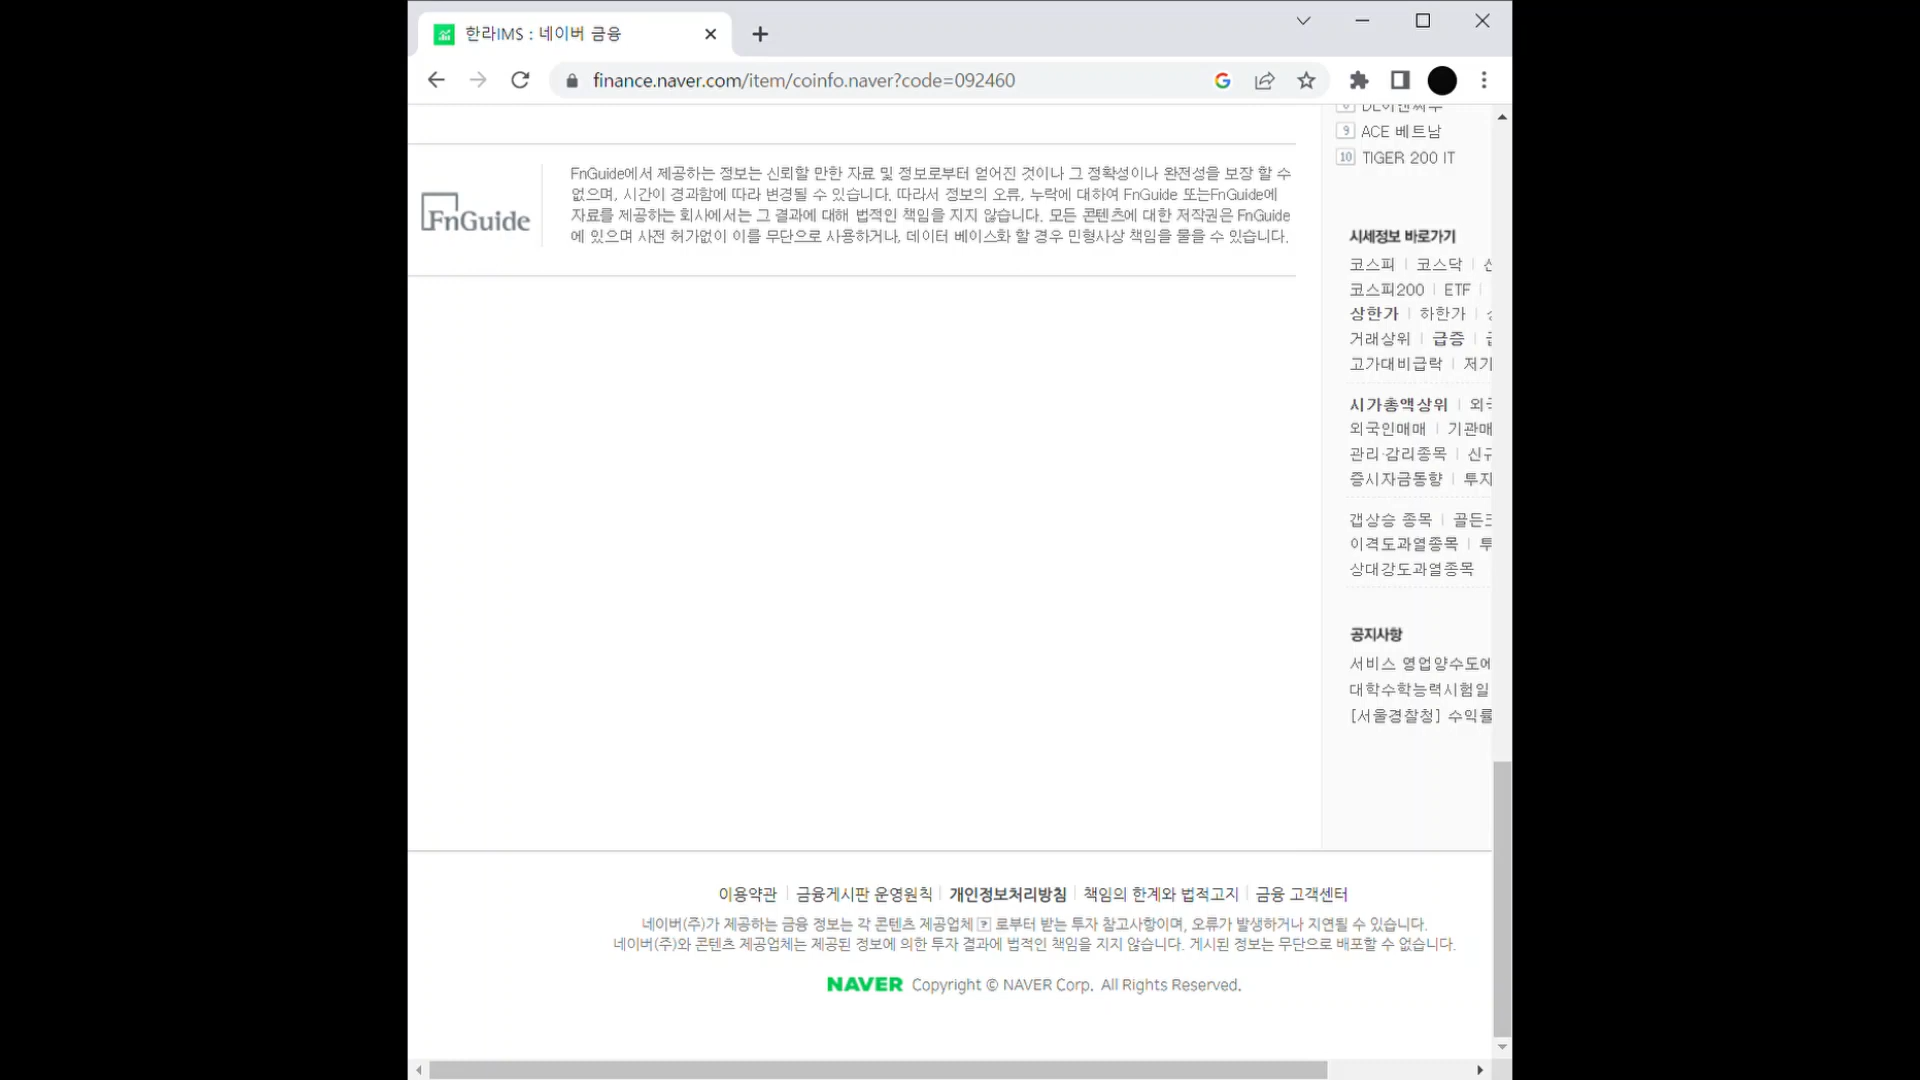 한라IMS : 네이버 금융
finance.naver.com/item/coinfo.naver?code=092460
9 ACE 베트남
10 TIGER 200 IT
FnGuide
FnGuide에서 제공하는 정보는 신뢰할 만한 자료 및 정보로부터 얻어진 것이나 그 정확성이나 완전성을 보장 할 수
없으며, 시간이 경과함에 따라 변경될 수 있습니다. 따라서 정보의 오류, 누락에 대하여 FnGuide 또는FnGuide에
자료를 제공하는 회사에서는 그 결과에 대해 법적인 책임을 지지 않습니다. 모든 콘텐츠에 대한 저작권은 FnGuide
에 있으며 사전 허가없이 이를 무단으로 사용하거나, 데이터 베이스화 할 경우 민형사상 책임을 물을 수 있습니다.
시세정보 바로가기
코스피 코스닥
코스피200 ETF
상한가 하한가
거래상위 급증
고가대비급락 저가
시가총액상위 외국
외국인매매 기관매
관리·감리종목 신규
증시자금동향 투자
갭상승 종목 골든크
이격도과열종목 투
상대강도과열종목
공지사항
서비스 영업양수도에
대학수학능력시험일
[서울경찰청] 수익률
이용약관 금융게시판 운영원칙 개인정보처리방침 책임의 한계와 법적고지 금융 고객센터
네이버(주)가 제공하는 금융 정보는 각 콘텐츠 제공업체 ? 로부터 받는 투자 참고사항이며, 오류가 발생하거나 지연될 수 있습니다.
네이버(주)와 콘텐츠 제공업체는 제공된 정보에 의한 투자 결과에 법적인 책임을 지지 않습니다. 게시된 정보는 무단으로 배포할 수 없습니다.
NAVER Copyright © NAVER Corp. All Rights Reserved.